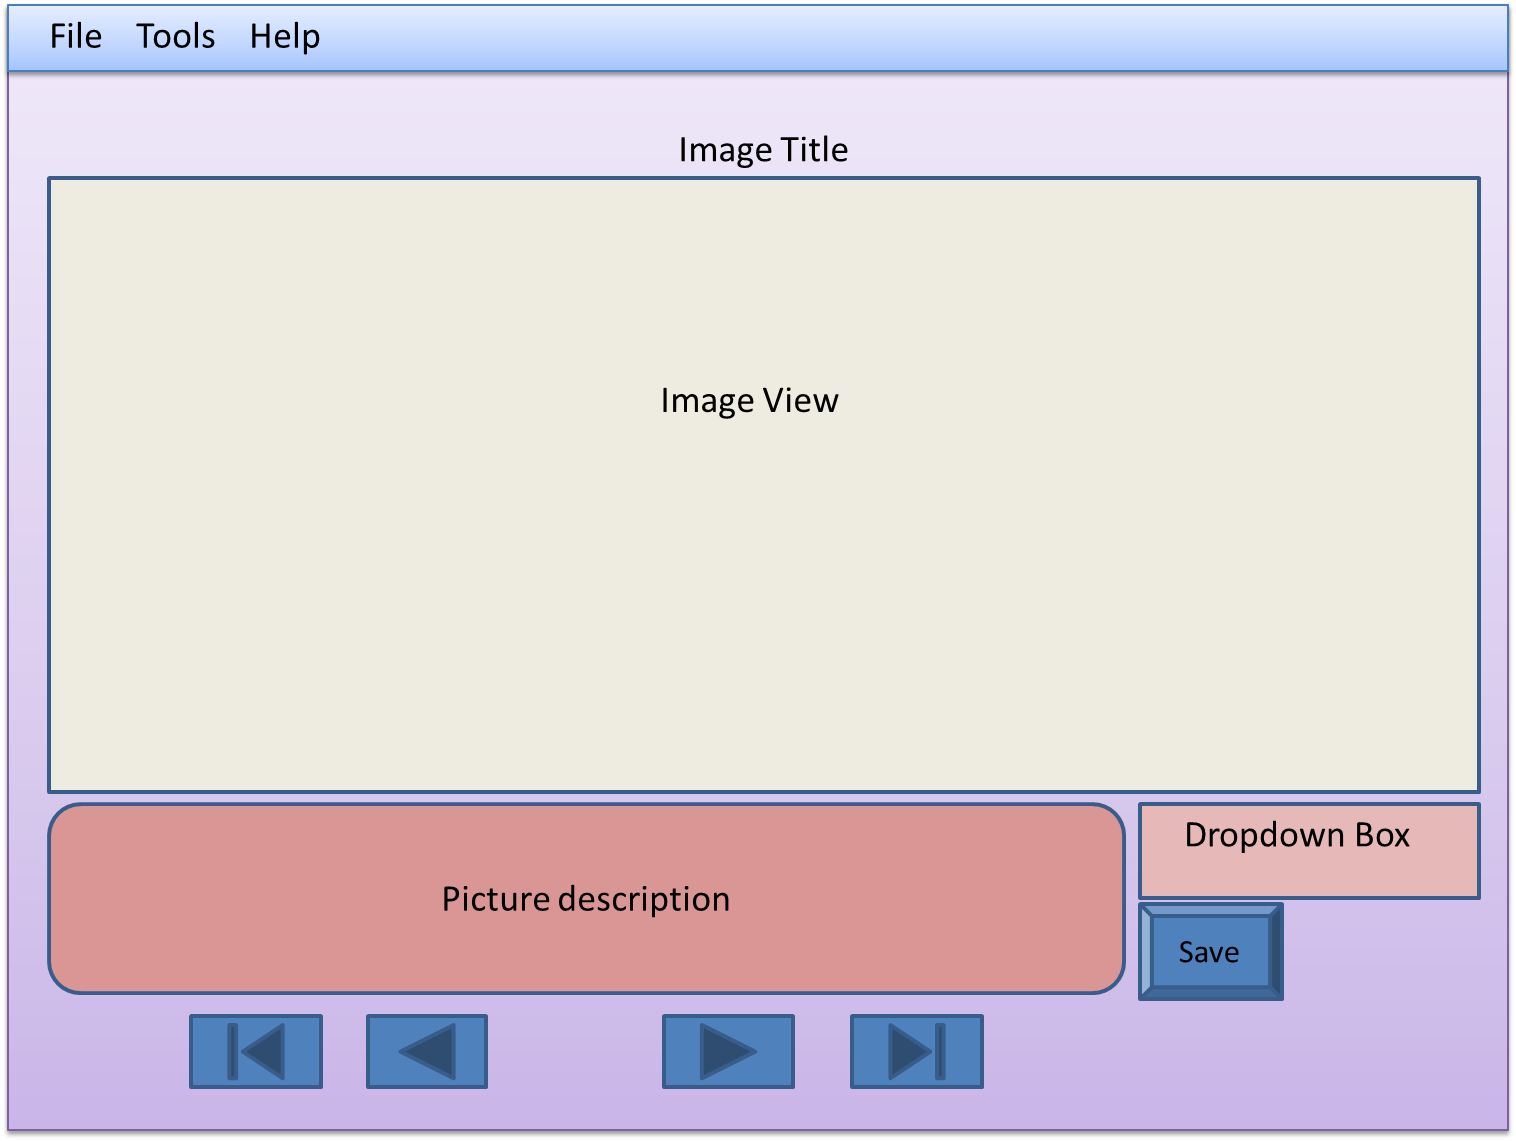 File Tools Help
Image Title
Image View
Dropdown Box
Picture description
Save